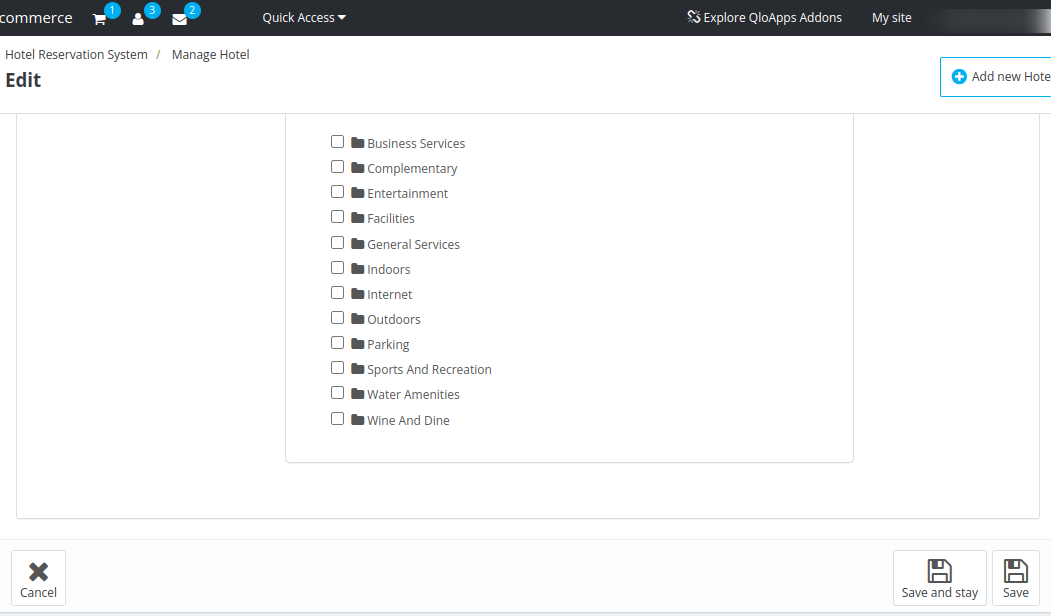 commerce 1 3 2 Quick Access Explore QloApps Addons My site
Hotel Reservation System / Manage Hotel
Edit
Add new Hote
Business Services
Complementary
Entertainment
Facilities
General Services
Indoors
Internet
Outdoors
Parking
Sports And Recreation
Water Amenities
Wine And Dine
Cancel Save and stay Save